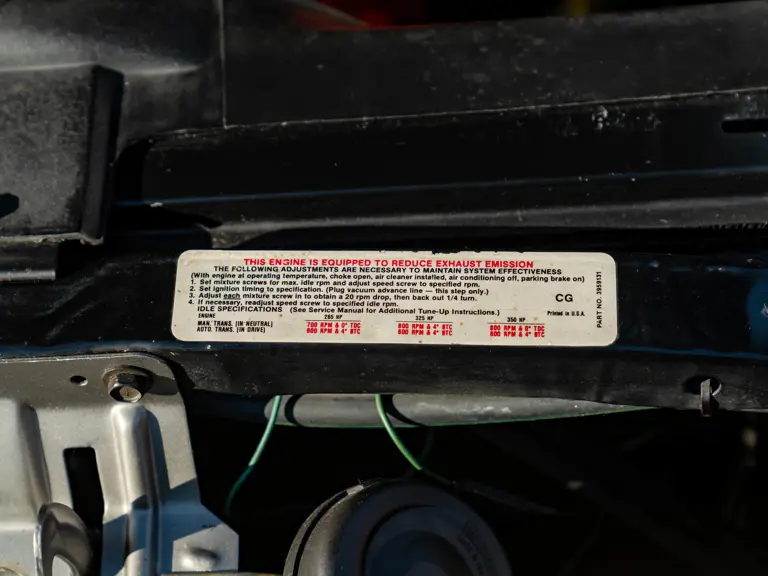 THIS ENGINE IS EQUIPPED TO REDUCE EXHAUST EMISSION
THE FOLLOWING ADJUSTMENTS ARE NECESSARY TO MAINTAIN SYSTEM EFFECTIVENESS
(With engine at operating temperature, choke open, air cleaner installed, air conditioning off, parking brake on)
1. Set mixture screws for max. idle rpm and adjust speed screw to specified rpm.
2. Set ignition timing to specification. (Plug vacuum advance line — this step only.)
3. Adjust each mixture screw in to obtain a 20 rpm drop, then back out 1/4 turn.
4. If necessary, readjust speed screw to specified idle rpm.
IDLE SPECIFICATIONS (See Service Manual for Additional Tune-Up Instructions.)
ENGINE 295 HP 325 HP 350 HP
MAN. TRANS. (IN NEUTRAL) 700 RPM & 0° TDC 800 RPM & 4° BTC 800 RPM & 0° TDC
AUTO. TRANS. (IN DRIVE) 600 RPM & 4° BTC 600 RPM & 4° BTC 600 RPM & 4° BTC
CG
Printed in U.S.A.
PART NO. 3959131